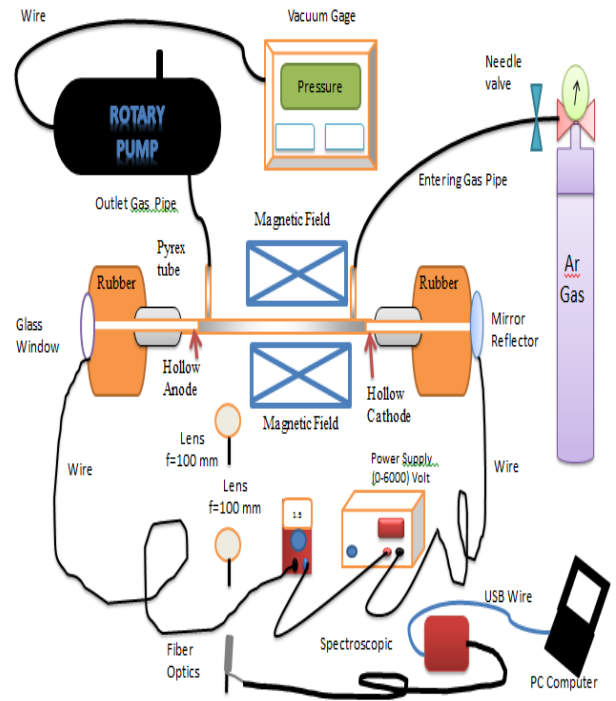 Wire
Vacuum Gage
Pressure
Needle
valve
ROTARY
PUMP
Entering Gas Pipe
Outlet Gas Pipe
Magnetic Field
Pyrex
tube
Rubber
Rubber
Ar
Gas
Glass
Window
Mirror
Reflector
Hollow
Anode
Hollow
Cathode
Magnetic Field
Lens
f=100 mm
Wire
Power Supply
(0-6000) Volt
Wire
Lens
f=100 mm
1.5
USB Wire
Fiber
Optics
Spectroscopic
PC Computer